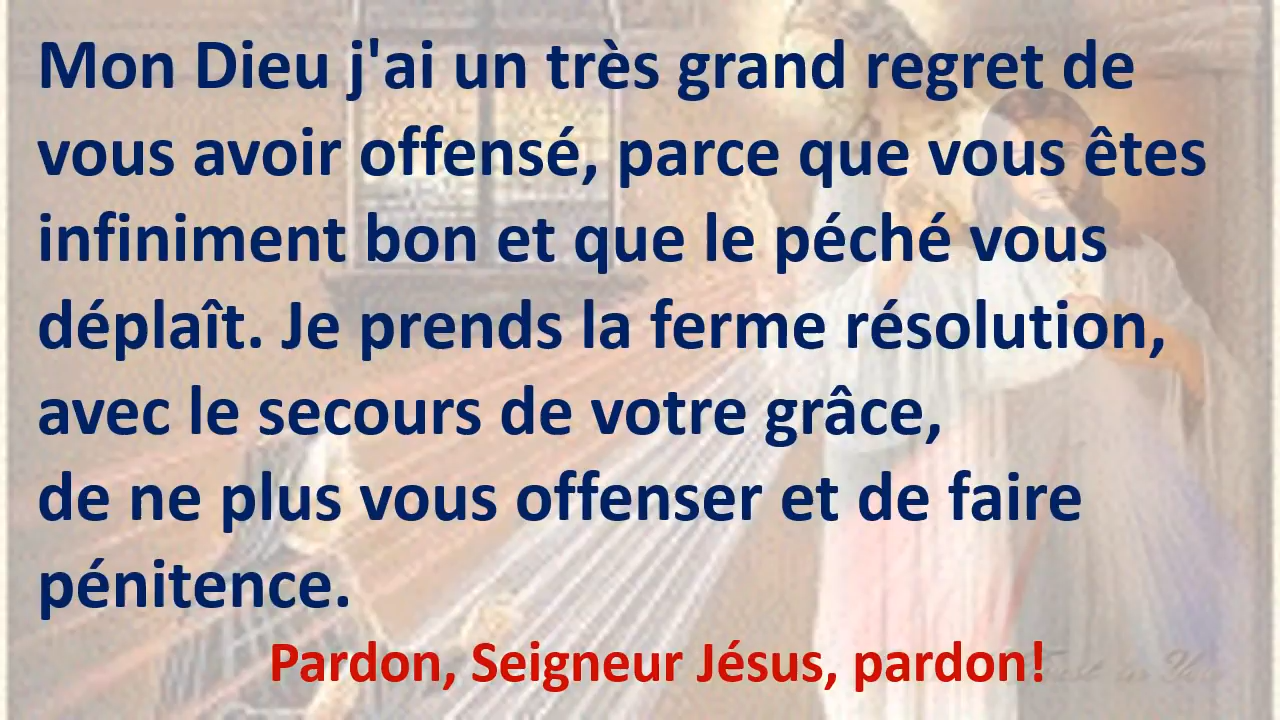 Mon Dieu j'ai un très grand regret de
vous avoir offensé, parce que vous êtes
infiniment bon et que le péché vous
déplaît. Je prends la ferme résolution,
avec le secours de votre grâce,
de ne plus vous offenser et de faire
pénitence.
Pardon, Seigneur Jésus, pardon!